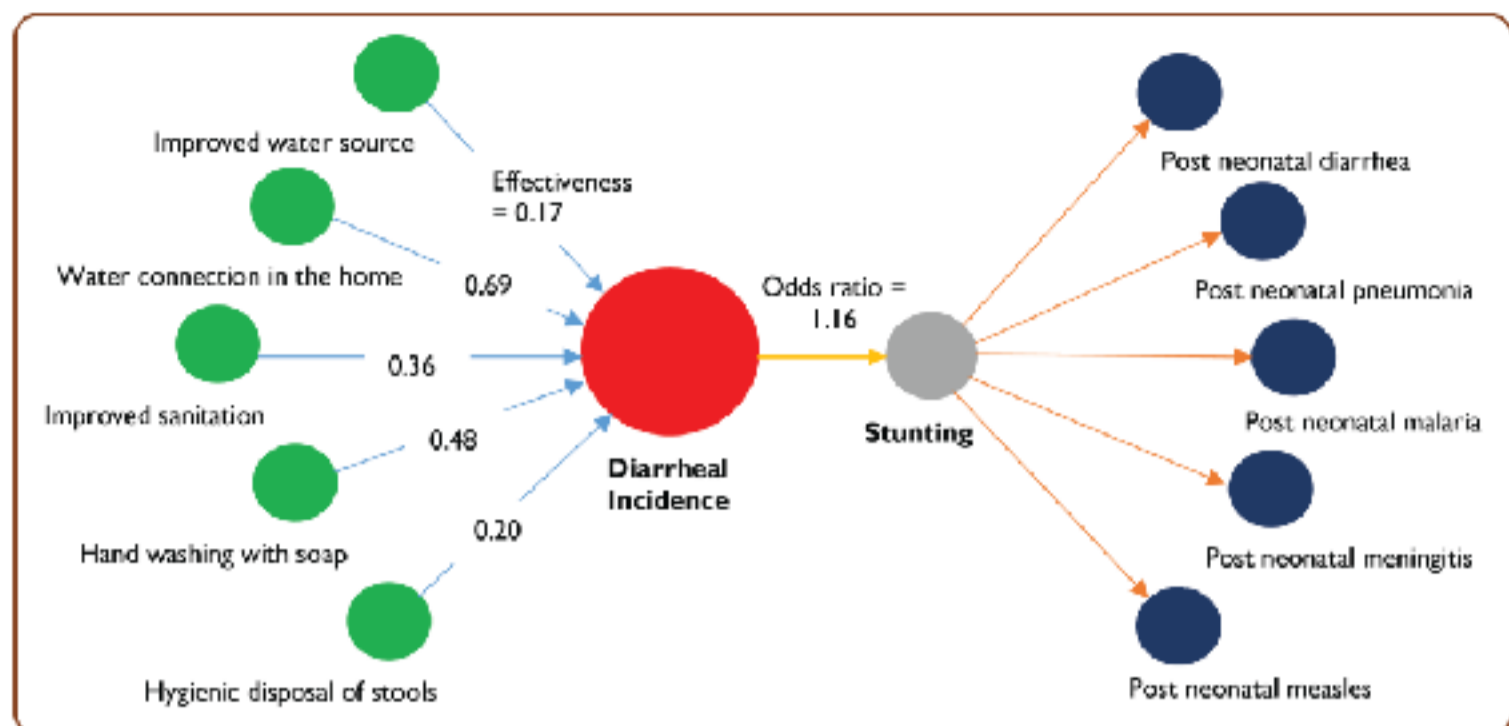 Improved water source
Effectiveness
= 0.17
Water connection in the home
0.69
Improved sanitation
0.36
Hand washing with soap
0.48
Hygienic disposal of stools
0.20
Diarrheal
Incidence
Odds ratio =
1.16
Stunting
Post neonatal diarrhea
Post neonatal pneumonia
Post neonatal malaria
Post neonatal meningitis
Post neonatal measles